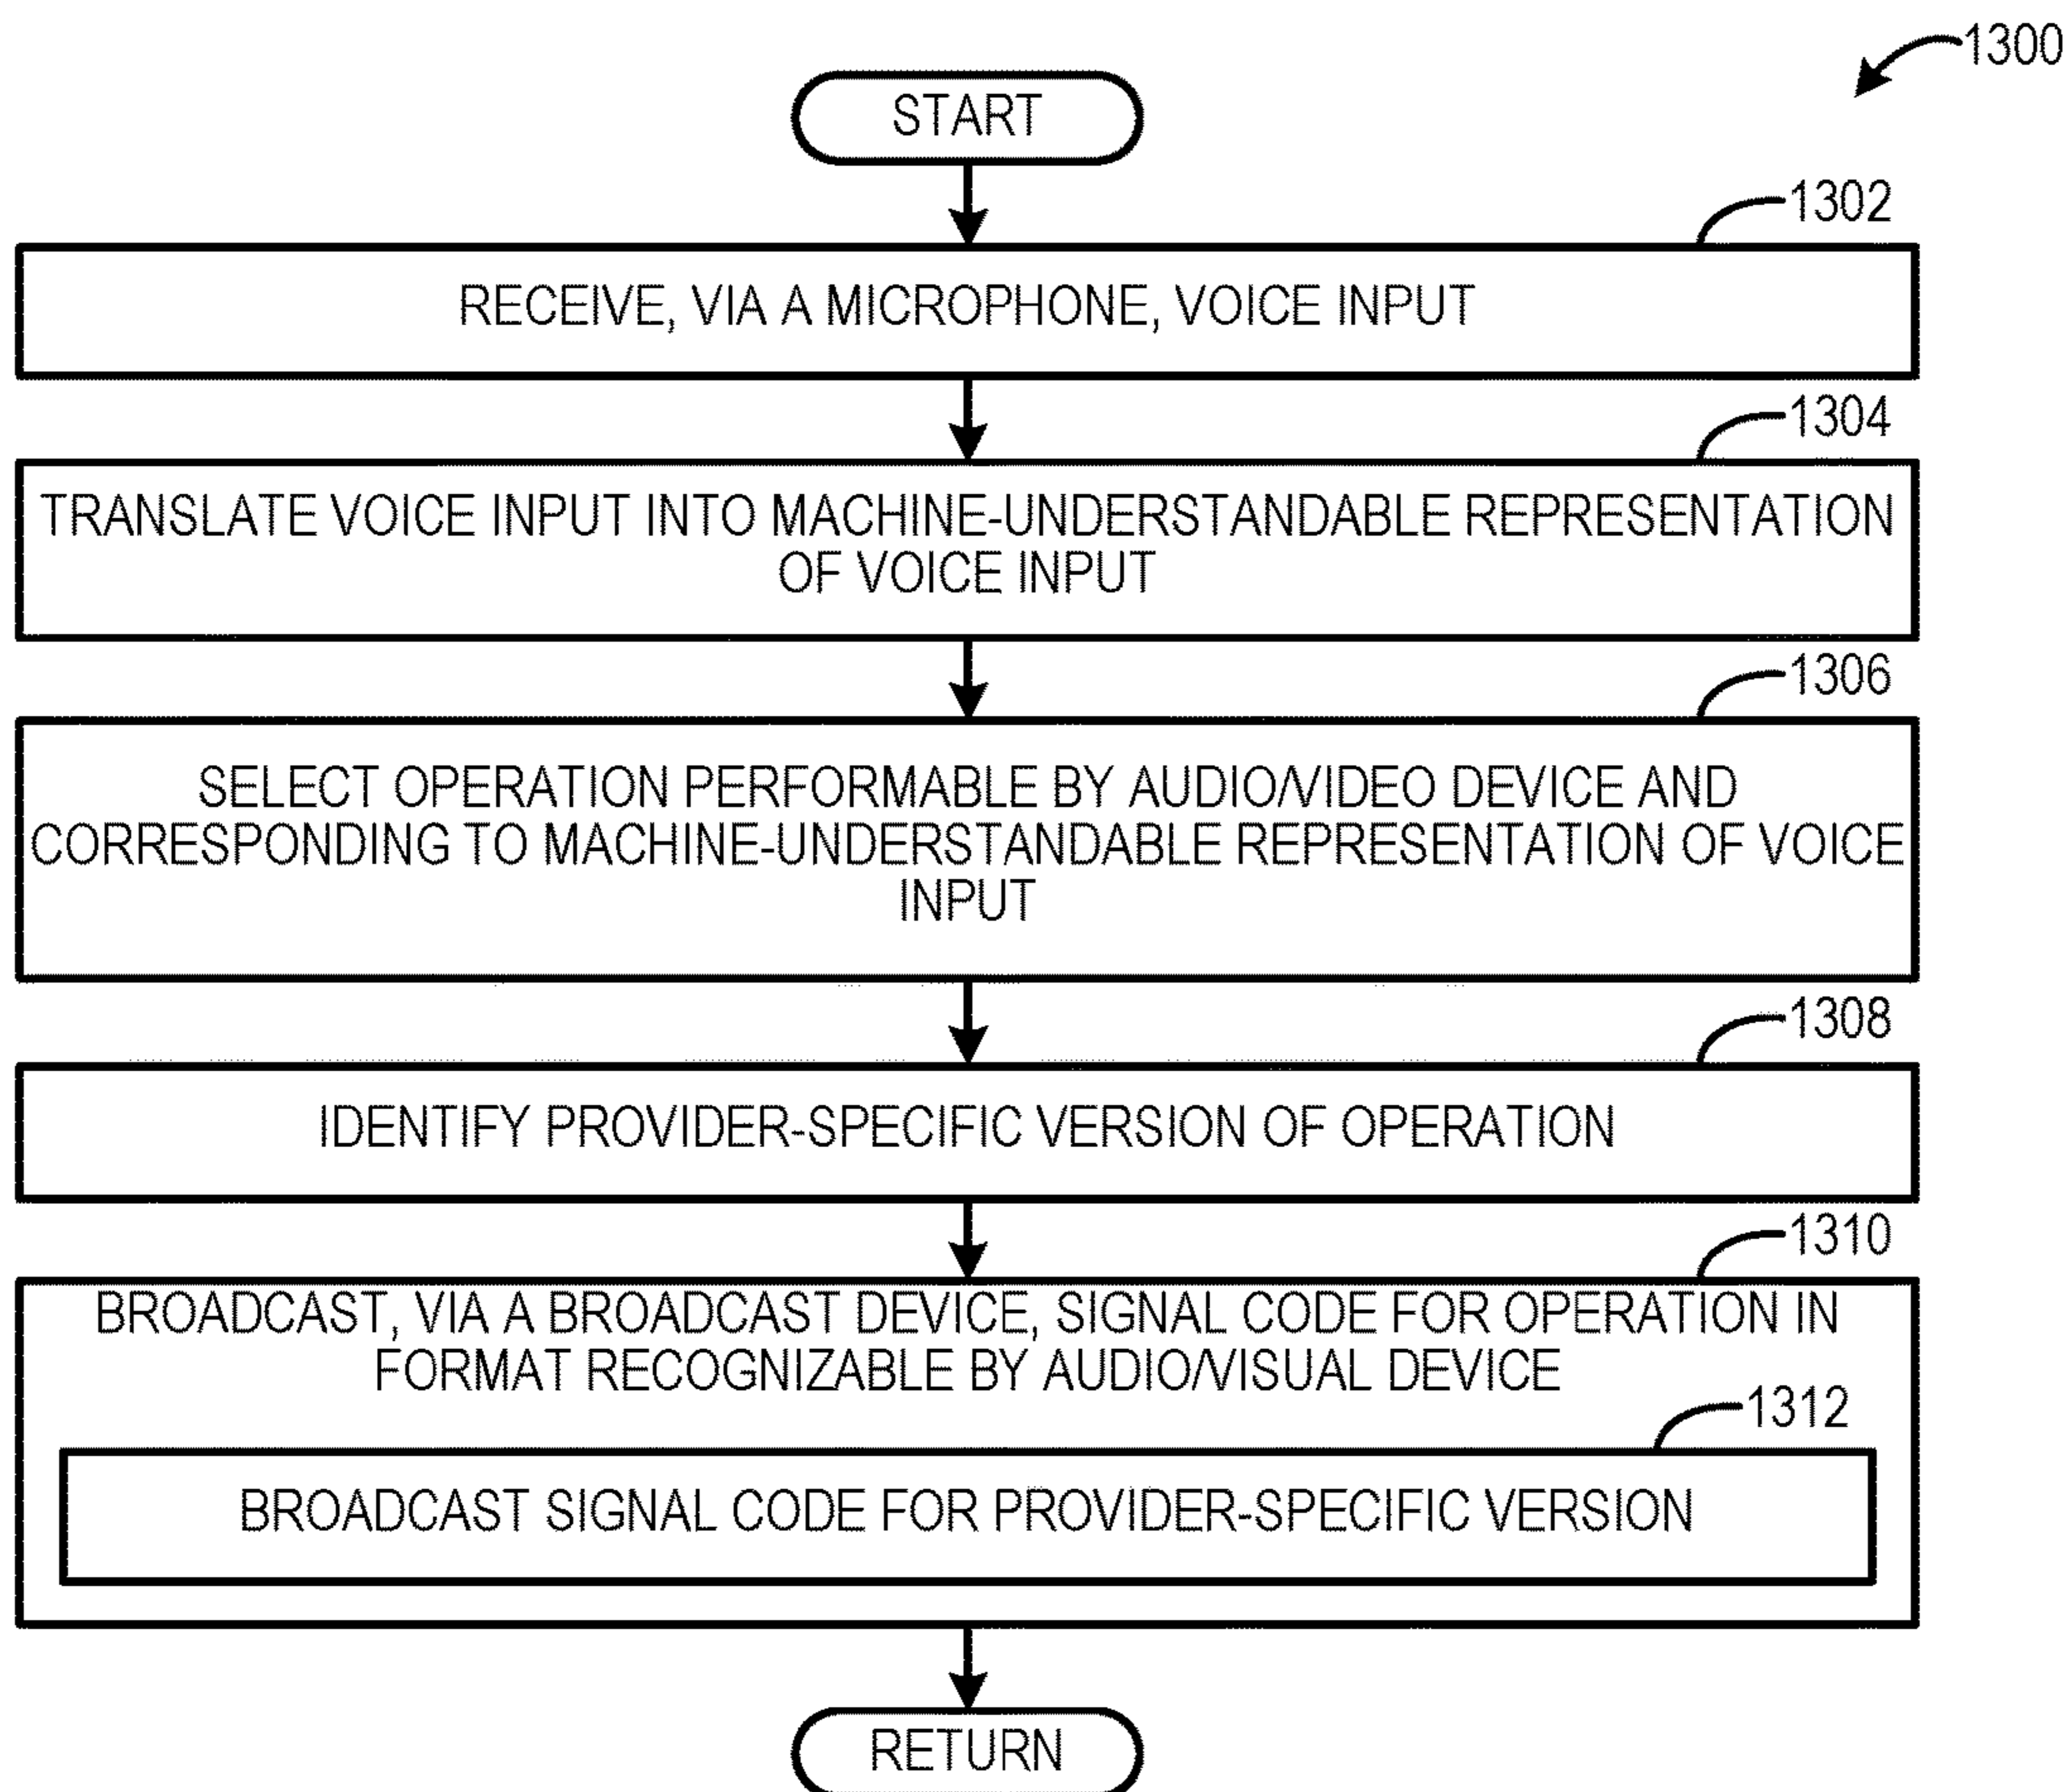 1300
START
1302
RECEIVE, VIA A MICROPHONE, VOICE INPUT
1304
TRANSLATE VOICE INPUT INTO MACHINE-UNDERSTANDABLE REPRESENTATION
OF VOICE INPUT
1306
SELECT OPERATION PERFORMABLE BY AUDIO/VIDEO DEVICE AND
CORRESPONDING TO MACHINE-UNDERSTANDABLE REPRESENTATION OF VOICE
INPUT
1308
IDENTIFY PROVIDER-SPECIFIC VERSION OF OPERATION
1310
BROADCAST, VIA A BROADCAST DEVICE, SIGNAL CODE FOR OPERATION IN
FORMAT RECOGNIZABLE BY AUDIO/VISUAL DEVICE
1312
BROADCAST SIGNAL CODE FOR PROVIDER-SPECIFIC VERSION
RETURN